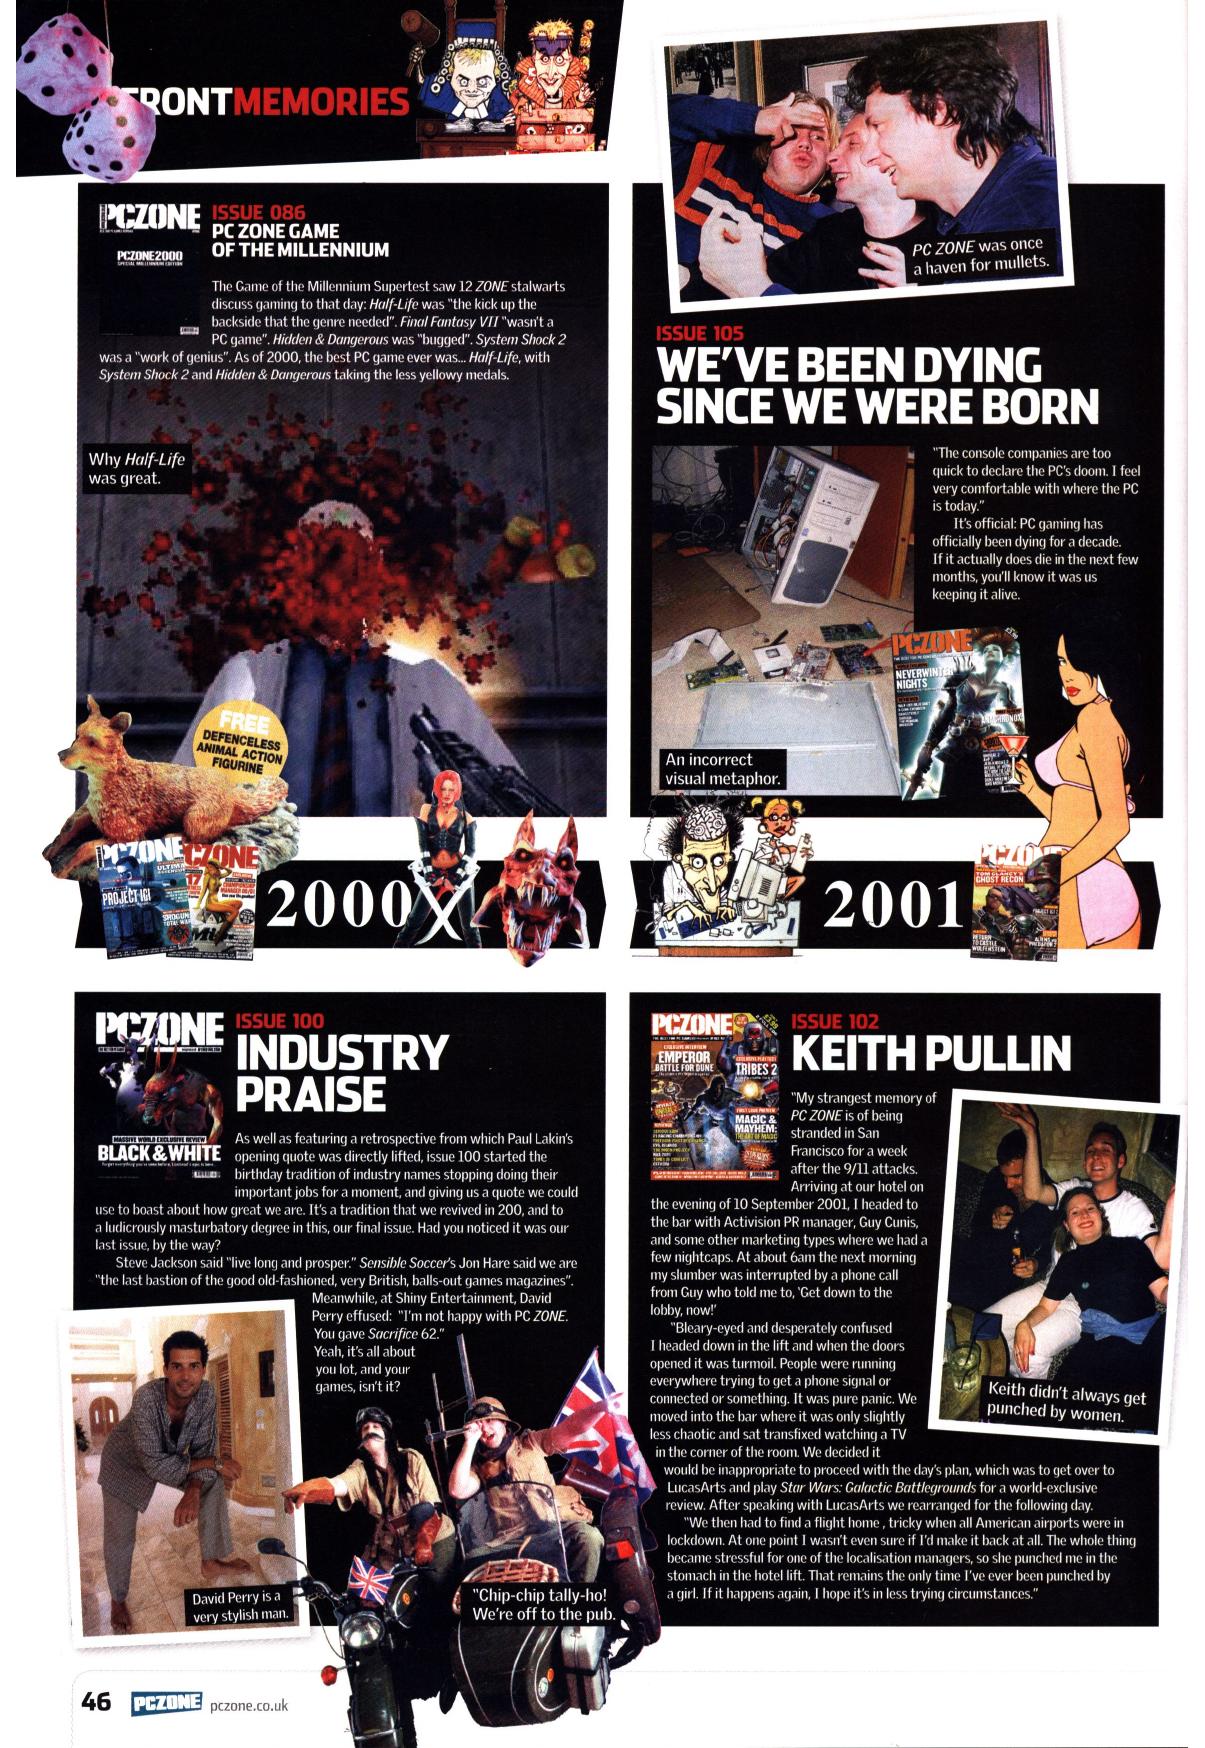 FRONTMEMORIES
PC ZONE was once
a haven for mullets.
PCZONE
PCZONE2000
SPECIAL MILLENNIUM EDITION
ISSUE 086
PC ZONE GAME
OF THE MILLENNIUM
The Game of the Millennium Supertest saw 12 ZONE stalwarts
discuss gaming to that day: Half-Life was "the kick up the
backside that the genre needed". Final Fantasy VII "wasn't a
PC game". Hidden & Dangerous was "bugged". System Shock 2
was a "work of genius". As of 2000, the best PC game ever was... Half-Life, with
System Shock 2 and Hidden & Dangerous taking the less yellowy medals.
Why Half-Life
was great.
FREE
DEFENCELESS
ANIMAL ACTION
FIGURINE
ISSUE 105
WE'VE BEEN DYING
SINCE WE WERE BORN
"The console companies are too
quick to declare the PC's doom. I feel
very comfortable with where the PC
is today."
It's official: PC gaming has
officially been dying for a decade.
If it actually does die in the next few
months, you'll know it was us
keeping it alive.
An incorrect
visual metaphor.
PCZONE
NEVERWINTER
NIGHTS
ANACHRONOX
PCZONE
PROJECT IGI
SHOGUN
TOTAL WAR
PCZONE
2000
2001
PCZONE
TOM CLANCY'S
GHOST RECON
RETURN
TO CASTLE
WOLFENSTEIN
PCZONE
MASSIVE WORLD EXCLUSIVE REVIEW
BLACK & WHITE
ISSUE 100
INDUSTRY
PRAISE
As well as featuring a retrospective from which Paul Lakin's
opening quote was directly lifted, issue 100 started the
birthday tradition of industry names stopping doing their
important jobs for a moment, and giving us a quote we could
use to boast about how great we are. It's a tradition that we revived in 200, and to
a ludicrously masturbatory degree in this, our final issue. Had you noticed it was our
last issue, by the way?
Steve Jackson said "live long and prosper." Sensible Soccer's Jon Hare said we are
"the last bastion of the good old-fashioned, very British, balls-out games magazines".
Meanwhile, at Shiny Entertainment, David
Perry effused: "I'm not happy with PC ZONE.
You gave Sacrifice 62."
Yeah, it's all about
you lot, and your
games, isn't it?
David Perry is a
very stylish man.
"Chip-chip tally-ho!
We're off to the pub.
PCZONE
EXCLUSIVE INTERVIEW
EMPEROR
BATTLE FOR DUNE
EXCLUSIVE PLAYTEST
TRIBES 2
MAGIC &
MAYHEM:
THE ART OF MAGIC
ISSUE 102
KEITH PULLIN
"My strangest memory of
PC ZONE is of being
stranded in San
Francisco for a week
after the 9/11 attacks.
Arriving at our hotel on
the evening of 10 September 2001, I headed to
the bar with Activision PR manager, Guy Cunis,
and some other marketing types where we had a
few nightcaps. At about 6am the next morning
my slumber was interrupted by a phone call
from Guy who told me to, 'Get down to the
lobby, now!'
"Bleary-eyed and desperately confused
I headed down in the lift and when the doors
opened it was turmoil. People were running
everywhere trying to get a phone signal or
connected or something. It was pure panic. We
moved into the bar where it was only slightly
less chaotic and sat transfixed watching a TV
in the corner of the room. We decided it
would be inappropriate to proceed with the day's plan, which was to get over to
LucasArts and play Star Wars: Galactic Battlegrounds for a world-exclusive
review. After speaking with LucasArts we rearranged for the following day.
"We then had to find a flight home , tricky when all American airports were in
lockdown. At one point I wasn't even sure if I'd make it back at all. The whole thing
became stressful for one of the localisation managers, so she punched me in the
stomach in the hotel lift. That remains the only time I've ever been punched by
a girl. If it happens again, I hope it's in less trying circumstances."
Keith didn't always get
punched by women.
46 PCZONE pczone.co.uk